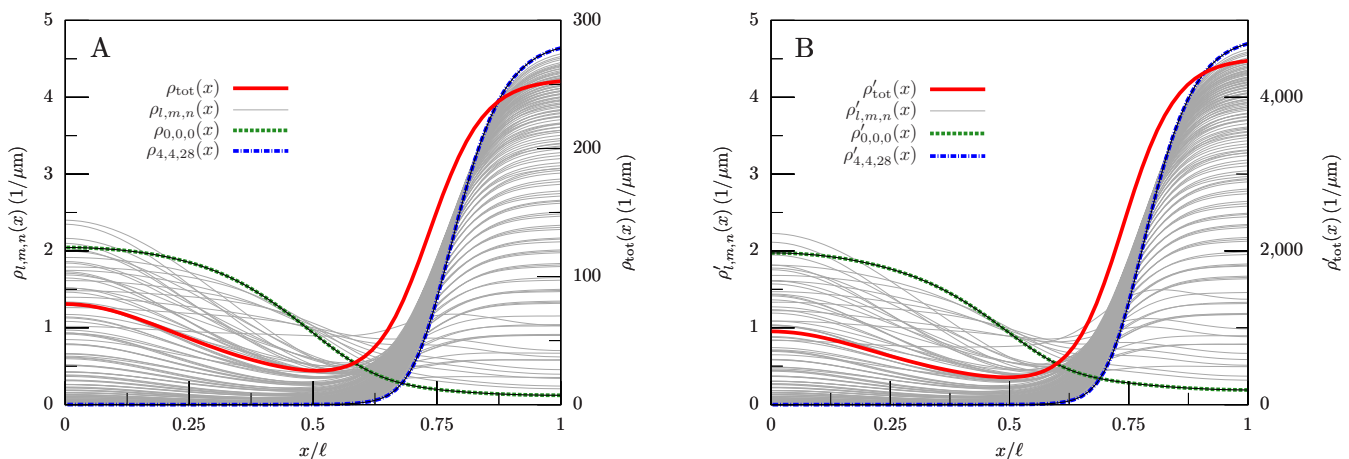 A
ρtot(x)
ρl,m,n(x)
ρ0,0,0(x)
ρ4,4,28(x)
ρl,m,n(x) (1/μm)
5
4
3
2
1
0
ρtot(x) (1/μm)
300
200
100
0
0 0.25 0.5 0.75 1
x/ℓ
B
ρ′tot(x)
ρ′l,m,n(x)
ρ′0,0,0(x)
ρ′4,4,28(x)
ρ′l,m,n(x) (1/μm)
5
4
3
2
1
0
ρ′tot(x) (1/μm)
4,000
2,000
0
0 0.25 0.5 0.75 1
x/ℓ